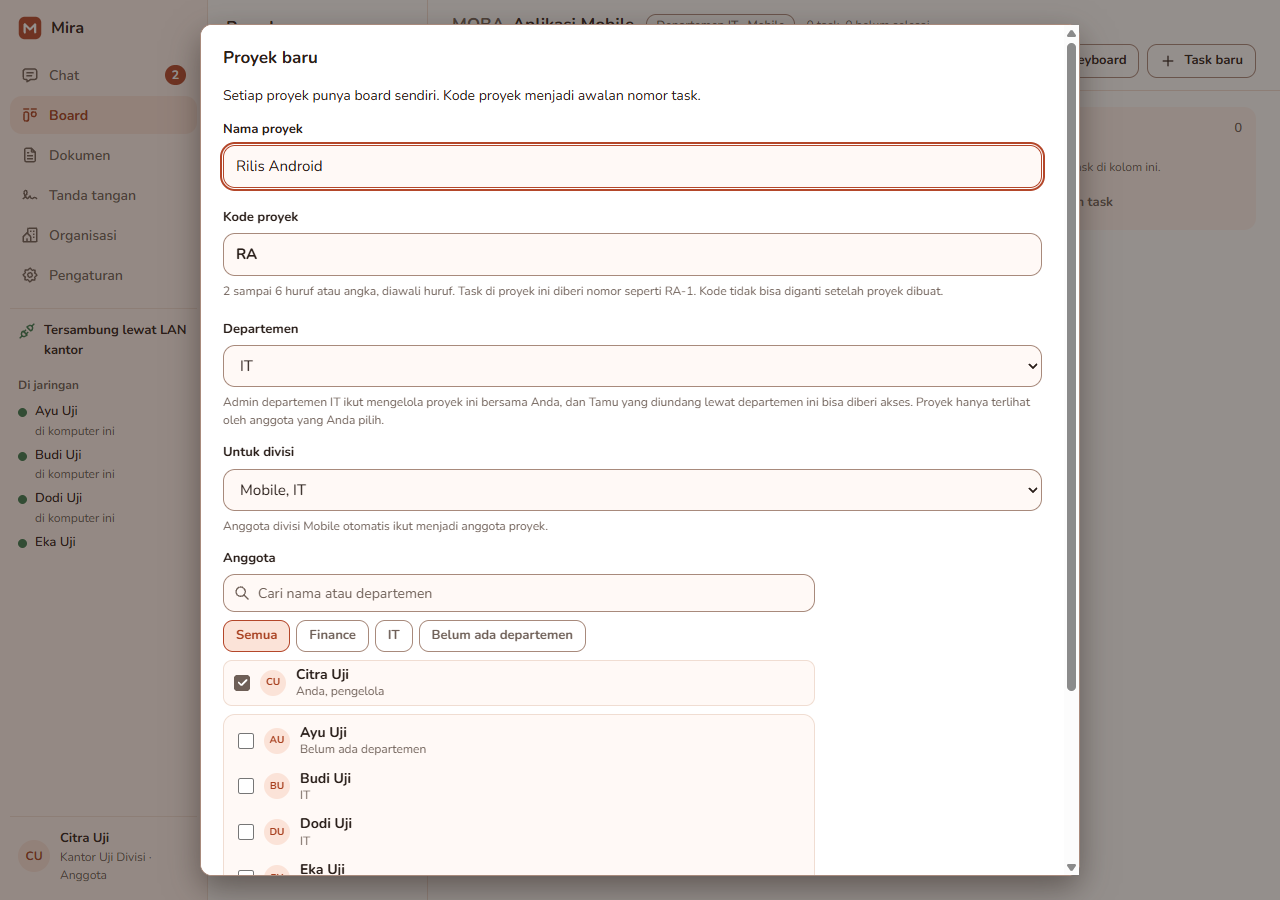 Mira
Chat
2
Board
Dokumen
Tanda tangan
Organisasi
Pengaturan
Tersambung lewat LAN
kantor
Di jaringan
Ayu Uji
di komputer ini
Budi Uji
di komputer ini
Dodi Uji
di komputer ini
Eka Uji
CU
Citra Uji
Kantor Uji Divisi ·
Anggota
Task baru
0
di kolom ini.
task
Proyek baru
Setiap proyek punya board sendiri. Kode proyek menjadi awalan nomor task.
Nama proyek
Rilis Android
Kode proyek
RA
2 sampai 6 huruf atau angka, diawali huruf. Task di proyek ini diberi nomor seperti RA-1. Kode tidak bisa diganti setelah proyek dibuat.
Departemen
IT
Admin departemen IT ikut mengelola proyek ini bersama Anda, dan Tamu yang diundang lewat departemen ini bisa diberi akses. Proyek hanya terlihat
oleh anggota yang Anda pilih.
Untuk divisi
Mobile, IT
Anggota divisi Mobile otomatis ikut menjadi anggota proyek.
Anggota
Cari nama atau departemen
Semua
Finance
IT
Belum ada departemen
CU
Citra Uji
Anda, pengelola
AU
Ayu Uji
Belum ada departemen
BU
Budi Uji
IT
DU
Dodi Uji
IT
Eka Uji